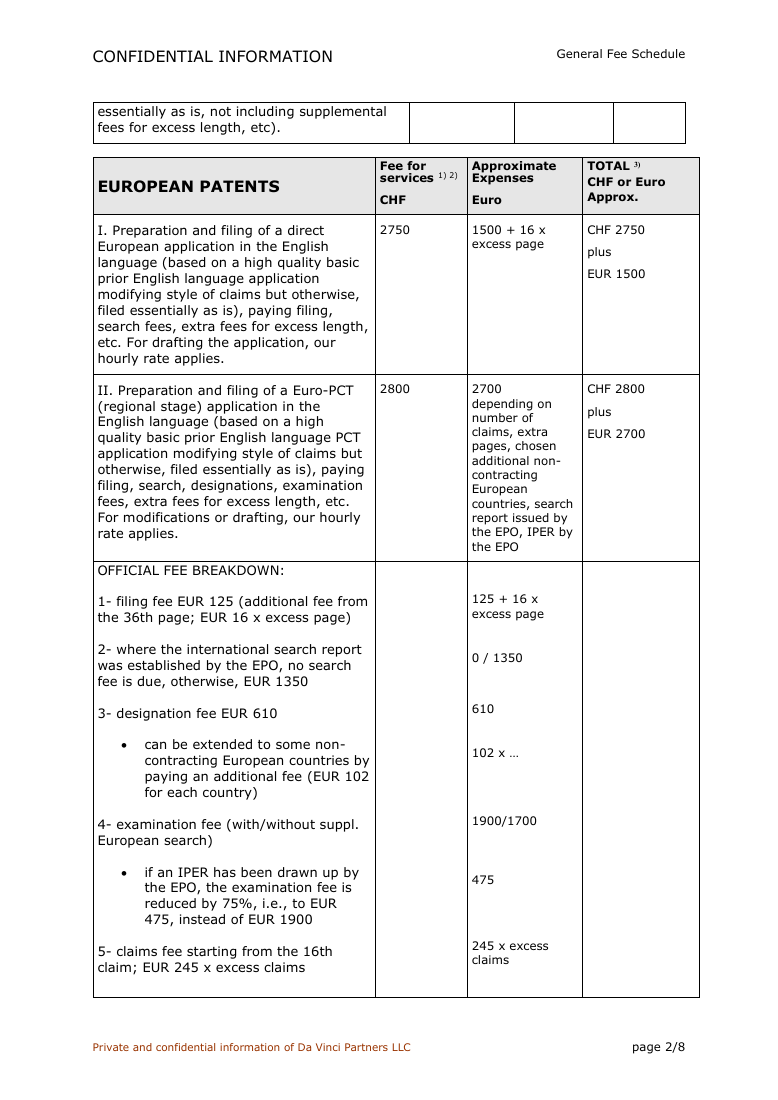 CONFIDENTIAL INFORMATION
General Fee Schedule
essentially as is, not including supplemental
fees for excess length, etc).
EUROPEAN PATENTS
Fee for
services 1) 2)
CHF
Approximate
Expenses
Euro
TOTAL 3)
CHF or Euro
Approx.
I. Preparation and filing of a direct
European application in the English
language (based on a high quality basic
prior English language application
modifying style of claims but otherwise,
filed essentially as is), paying filing,
search fees, extra fees for excess length,
etc. For drafting the application, our
hourly rate applies.
2750
1500 + 16 x
excess page
CHF 2750
plus
EUR 1500
II. Preparation and filing of a Euro-PCT
(regional stage) application in the
English language (based on a high
quality basic prior English language PCT
application modifying style of claims but
otherwise, filed essentially as is), paying
filing, search, designations, examination
fees, extra fees for excess length, etc.
For modifications or drafting, our hourly
rate applies.
2800
2700
depending on
number of
claims, extra
pages, chosen
additional non-
contracting
European
countries, search
report issued by
the EPO, IPER by
the EPO
CHF 2800
plus
EUR 2700
OFFICIAL FEE BREAKDOWN:
1- filing fee EUR 125 (additional fee from
the 36th page; EUR 16 x excess page)
125 + 16 x
excess page
2- where the international search report
was established by the EPO, no search
fee is due, otherwise, EUR 1350
0 / 1350
3- designation fee EUR 610
610
• can be extended to some non-
contracting European countries by
paying an additional fee (EUR 102
for each country)
102 x …
4- examination fee (with/without suppl.
European search)
1900/1700
• if an IPER has been drawn up by
the EPO, the examination fee is
reduced by 75%, i.e., to EUR
475, instead of EUR 1900
475
5- claims fee starting from the 16th
claim; EUR 245 x excess claims
245 x excess
claims
Private and confidential information of Da Vinci Partners LLC
page 2/8